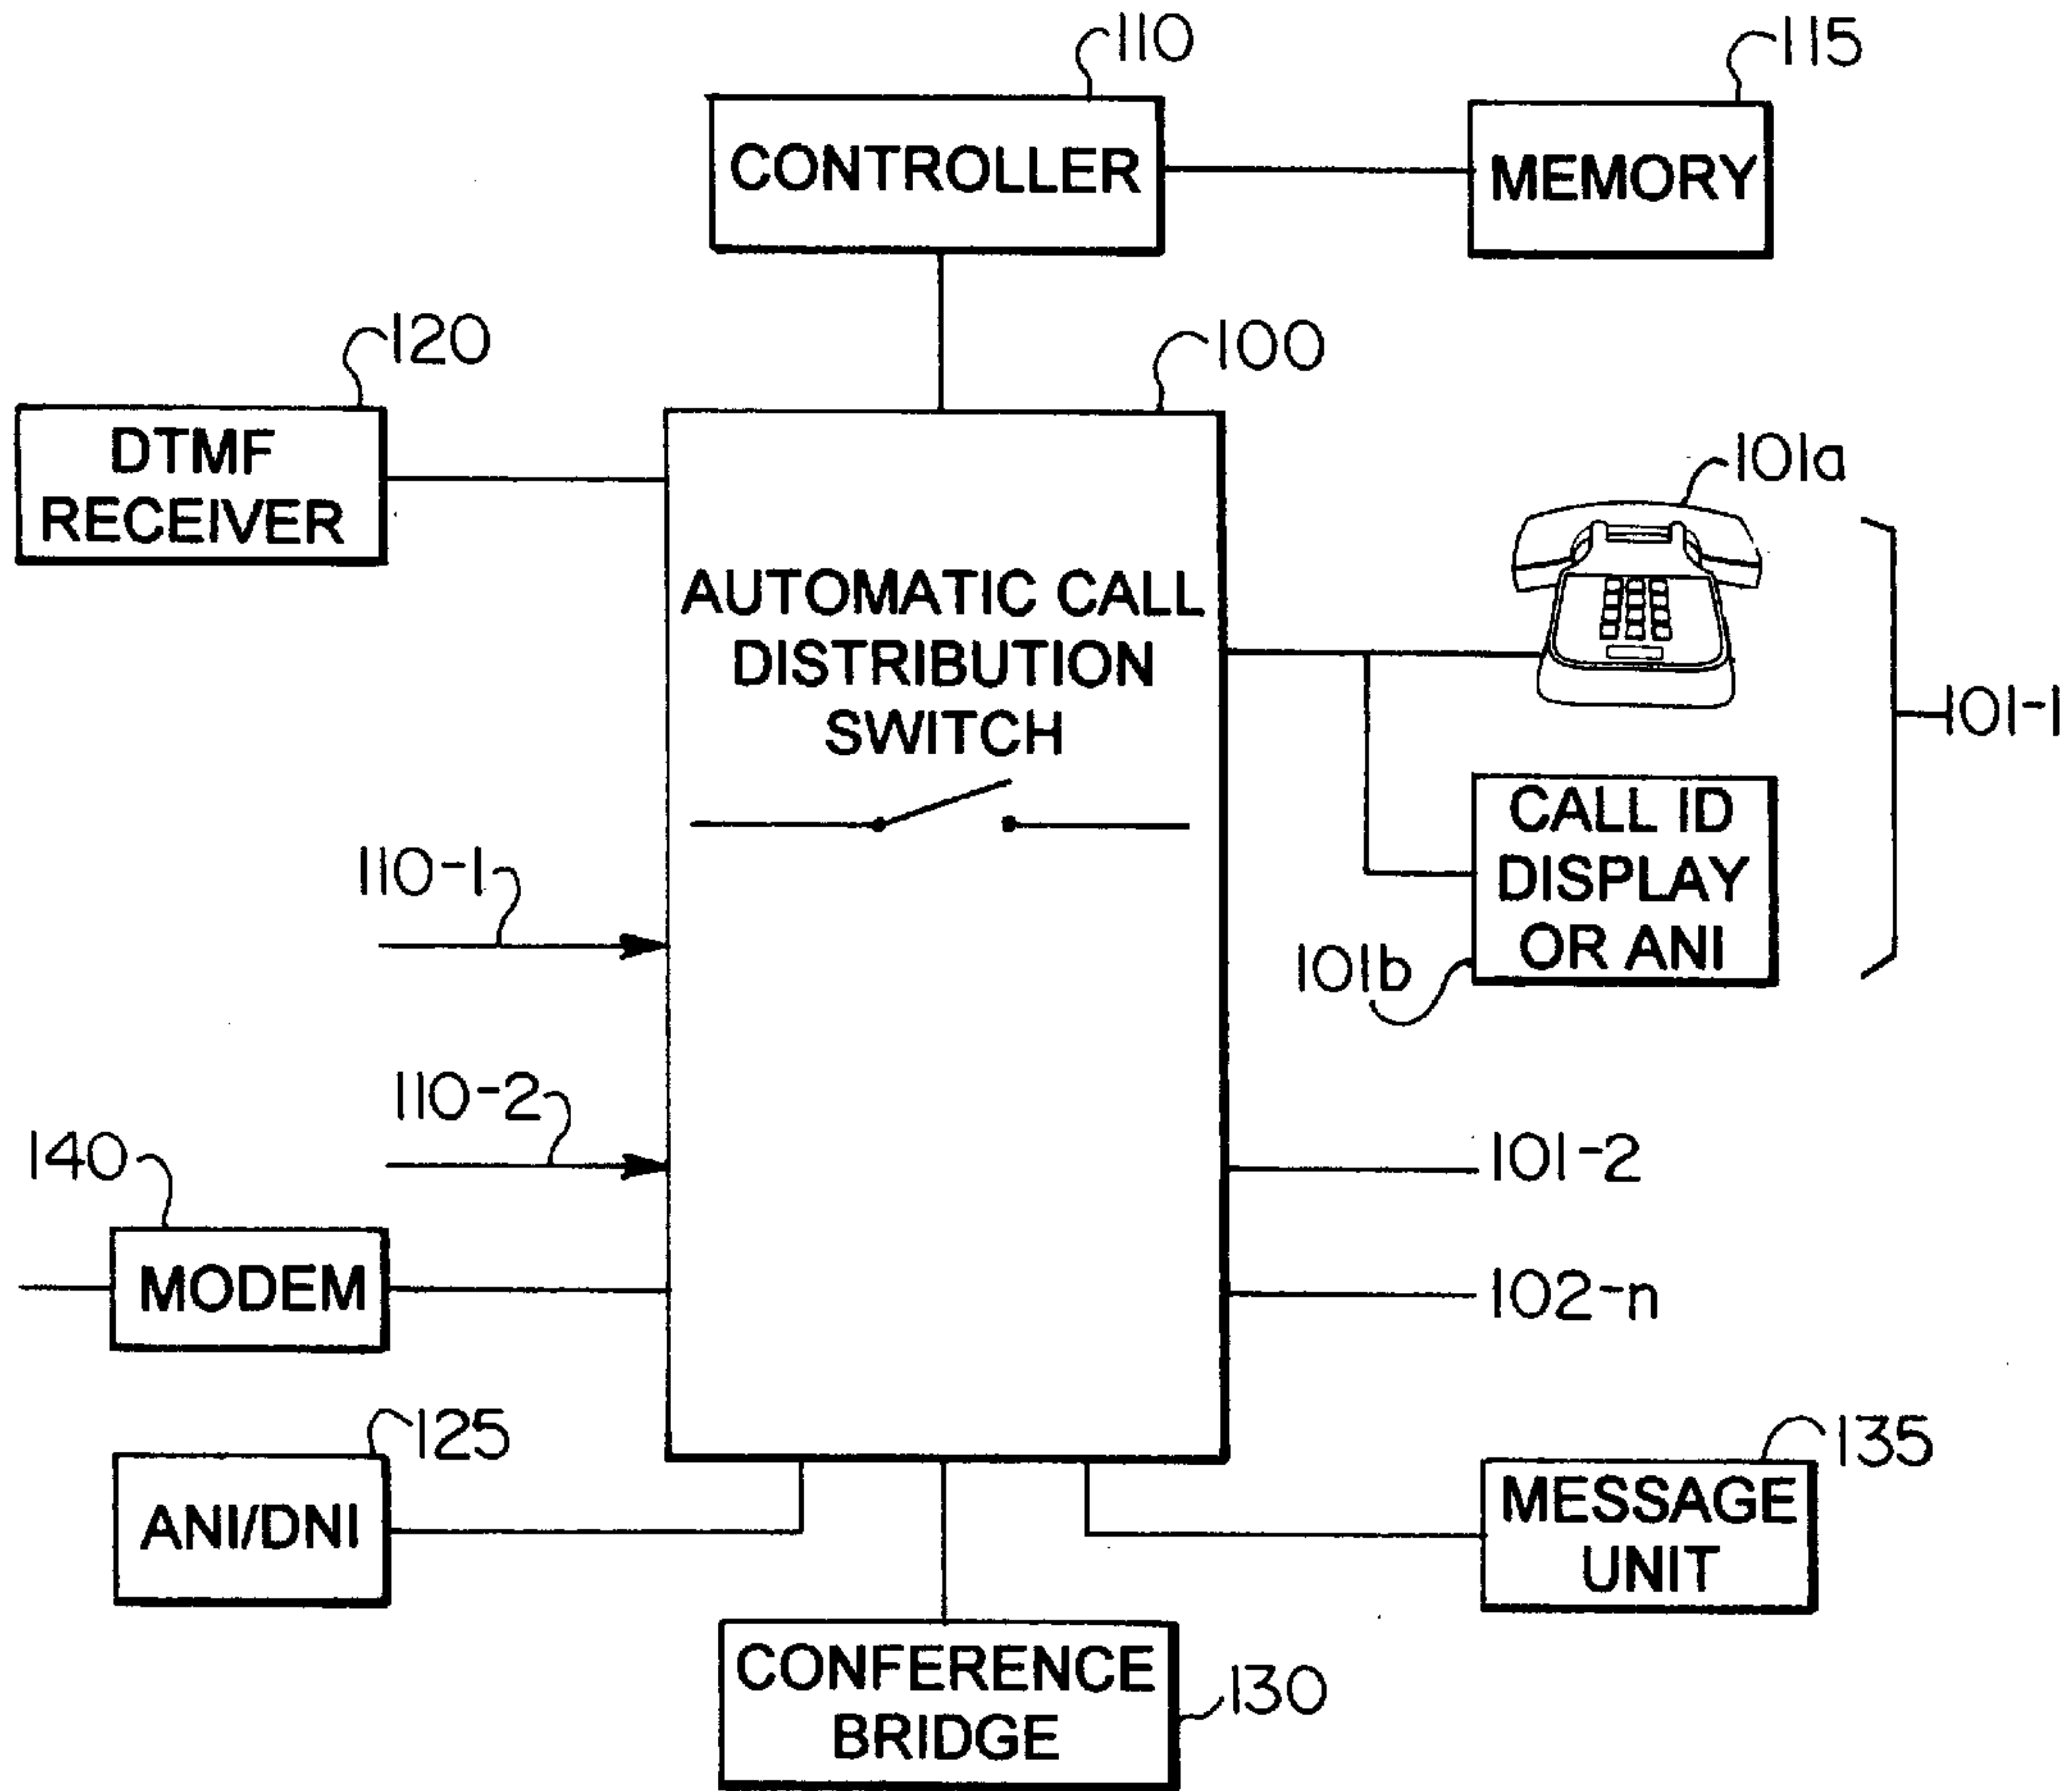 110
115
CONTROLLER
MEMORY
120
100
DTMF
RECEIVER
101a
AUTOMATIC CALL
DISTRIBUTION
SWITCH
101-1
CALL ID
DISPLAY
OR ANI
110-1
101b
110-2
140
101-2
MODEM
102-n
125
135
ANI/DNI
MESSAGE
UNIT
CONFERENCE
BRIDGE
130